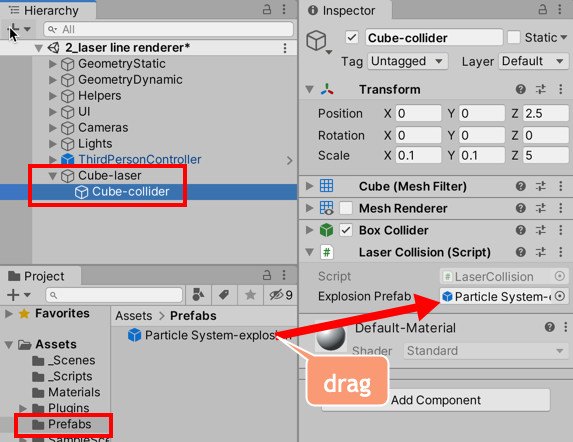 Hierarchy
All
2_laser line renderer*
GeometryStatic
GeometryDynamic
Helpers
UI
Cameras
Lights
ThirdPersonController
Cube-laser
Cube-collider
Project
9
Favorites
Assets
_Scenes
_Scripts
Materials
Plugins
Prefabs
Assets > Prefabs
Particle System-explosion
drag
Inspector
Cube-collider Static
Tag Untagged Layer Default
Transform
Position X 0 Y 0 Z 2.5
Rotation X 0 Y 0 Z 0
Scale X 0.1 Y 0.1 Z 5
Cube (Mesh Filter)
Mesh Renderer
Box Collider
Laser Collision (Script)
Script LaserCollision
Explosion Prefab Particle System-
Default-Material
Shader Standard
Add Component